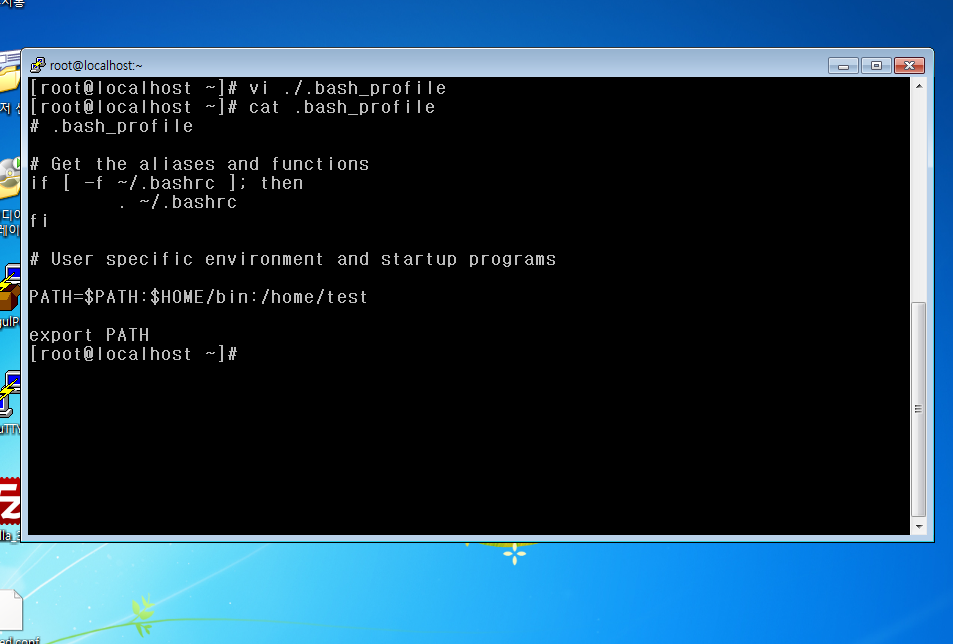 root@localhost:~
[root@localhost ~]# vi ./.bash_profile
[root@localhost ~]# cat .bash_profile
# .bash_profile
# Get the aliases and functions
if [ -f ~/.bashrc ]; then
. ~/.bashrc
fi
# User specific environment and startup programs
PATH=$PATH:$HOME/bin:/home/test
export PATH
[root@localhost ~]#